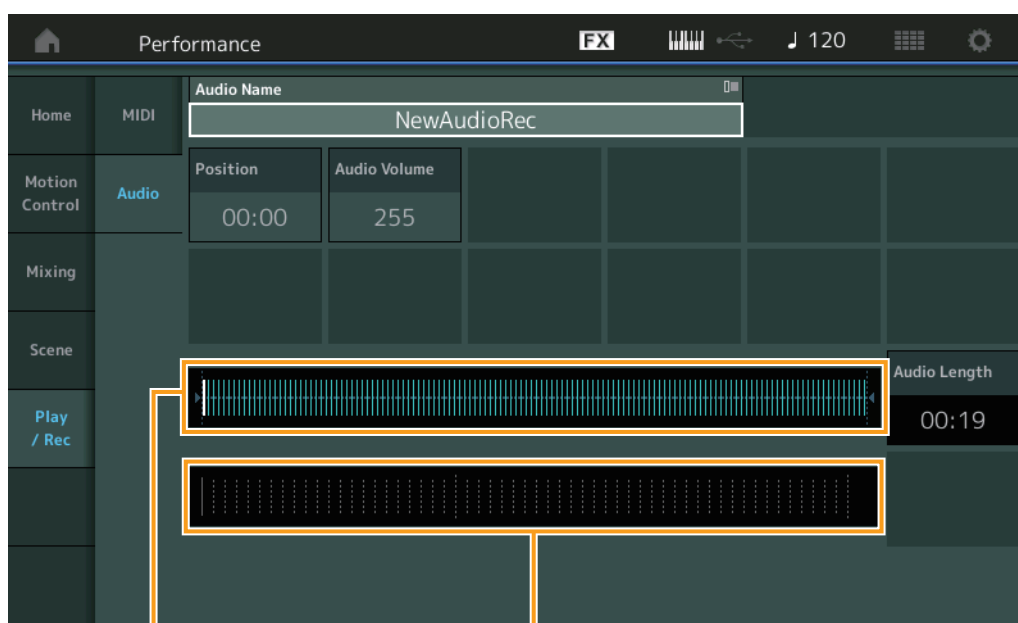 Performance
FX
♩ 120
Home
Motion
Control
Mixing
Scene
Play
/ Rec
MIDI
Audio
Audio Name
NewAudioRec
Position
00:00
Audio Volume
255
Audio Length
00:19